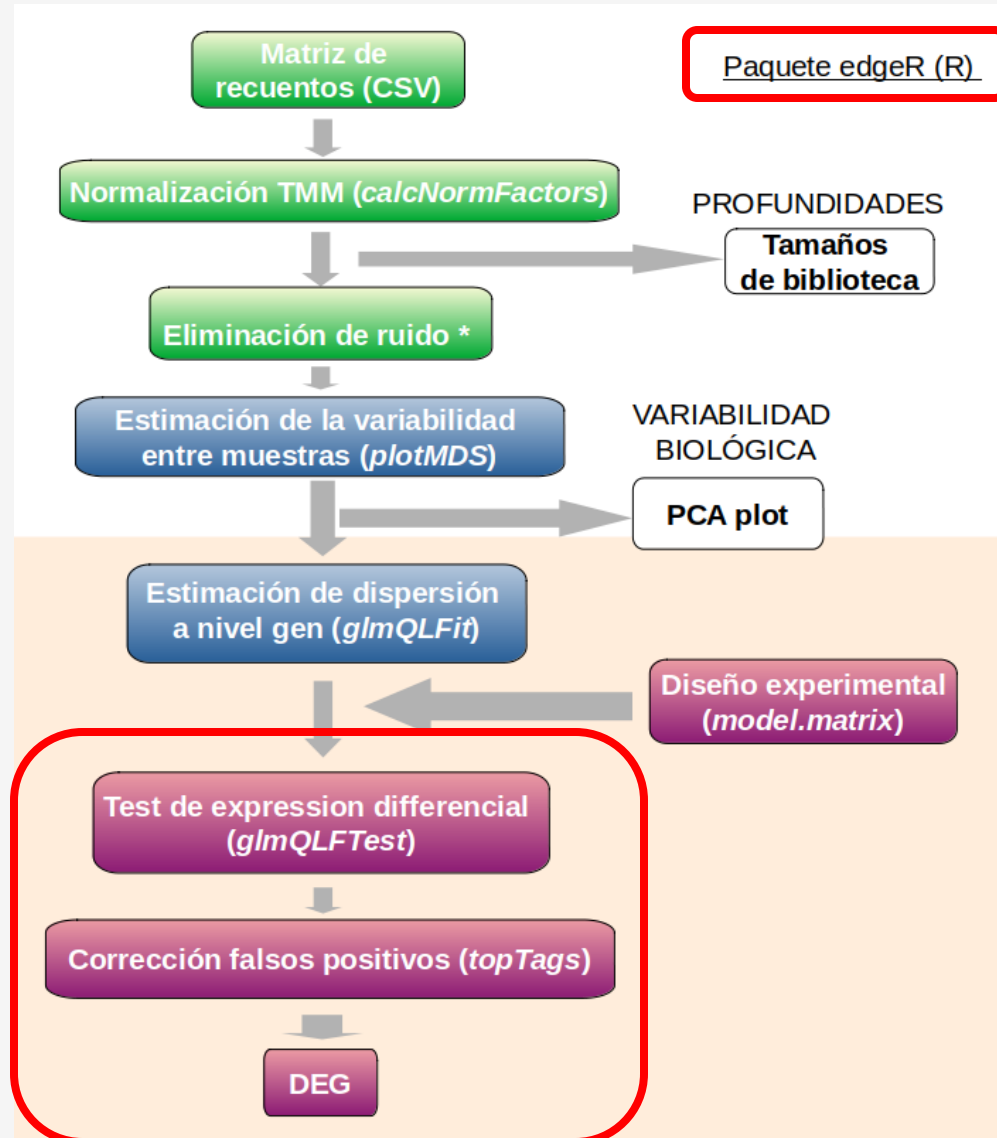 Matriz de
recuentos (CSV)
Paquete edgeR (R)
Normalización TMM (calcNormFactors)
PROFUNDIDADES
Tamaños
de biblioteca
Eliminación de ruido *
Estimación de la variabilidad
entre muestras (plotMDS)
VARIABILIDAD
BIOLÓGICA
PCA plot
Estimación de dispersión
a nivel gen (glmQLFit)
Diseño experimental
(model.matrix)
Test de expression differencial
(glmQLFTest)
Corrección falsos positivos (topTags)
DEG